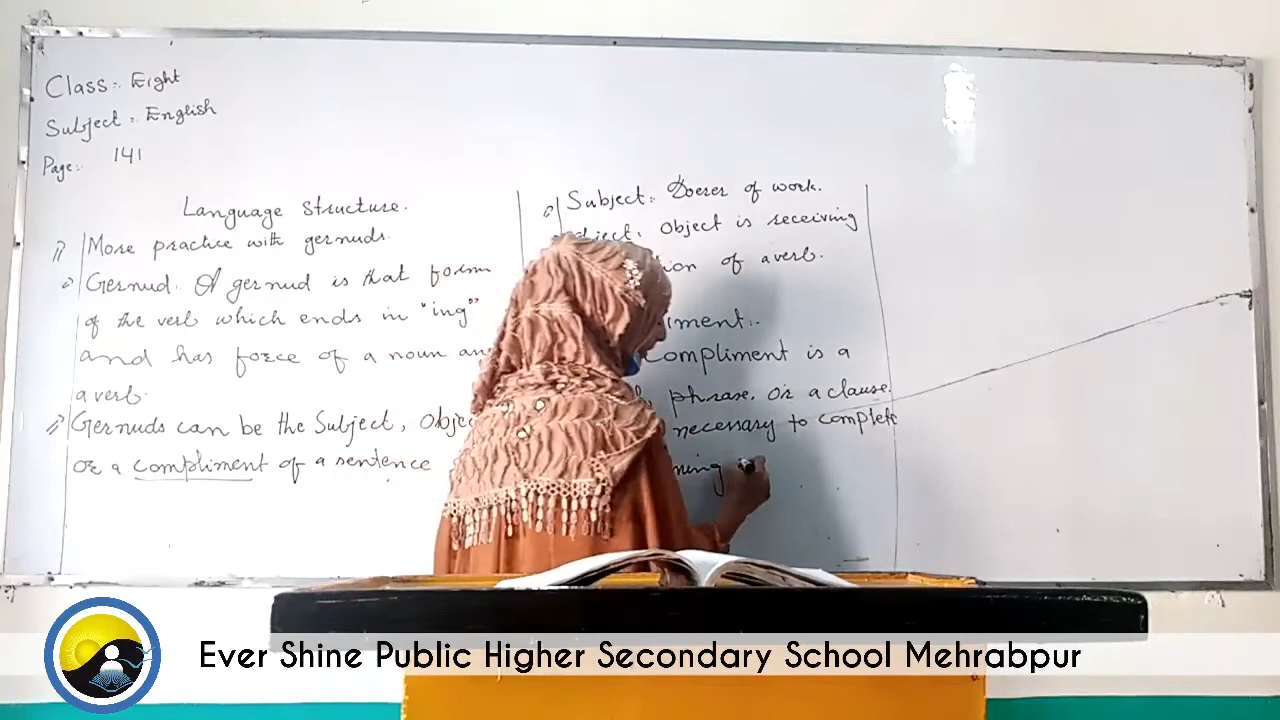 Class:. Eight
Subject:. English
Page:. 141
Language Structure.
More practice with gernuds.
Gernud. A gernud is that form
of the verb which ends in "ing"
and has force of a noun
a verb.
Gernuds can be the Subject,
or a compliment of a sentence
Subject:. Doerer of work.
Object is receiving
of a verb.
Compliment is a
phrase. or a clause.
necessary to complete
Ever Shine Public Higher Secondary School Mehrabpur